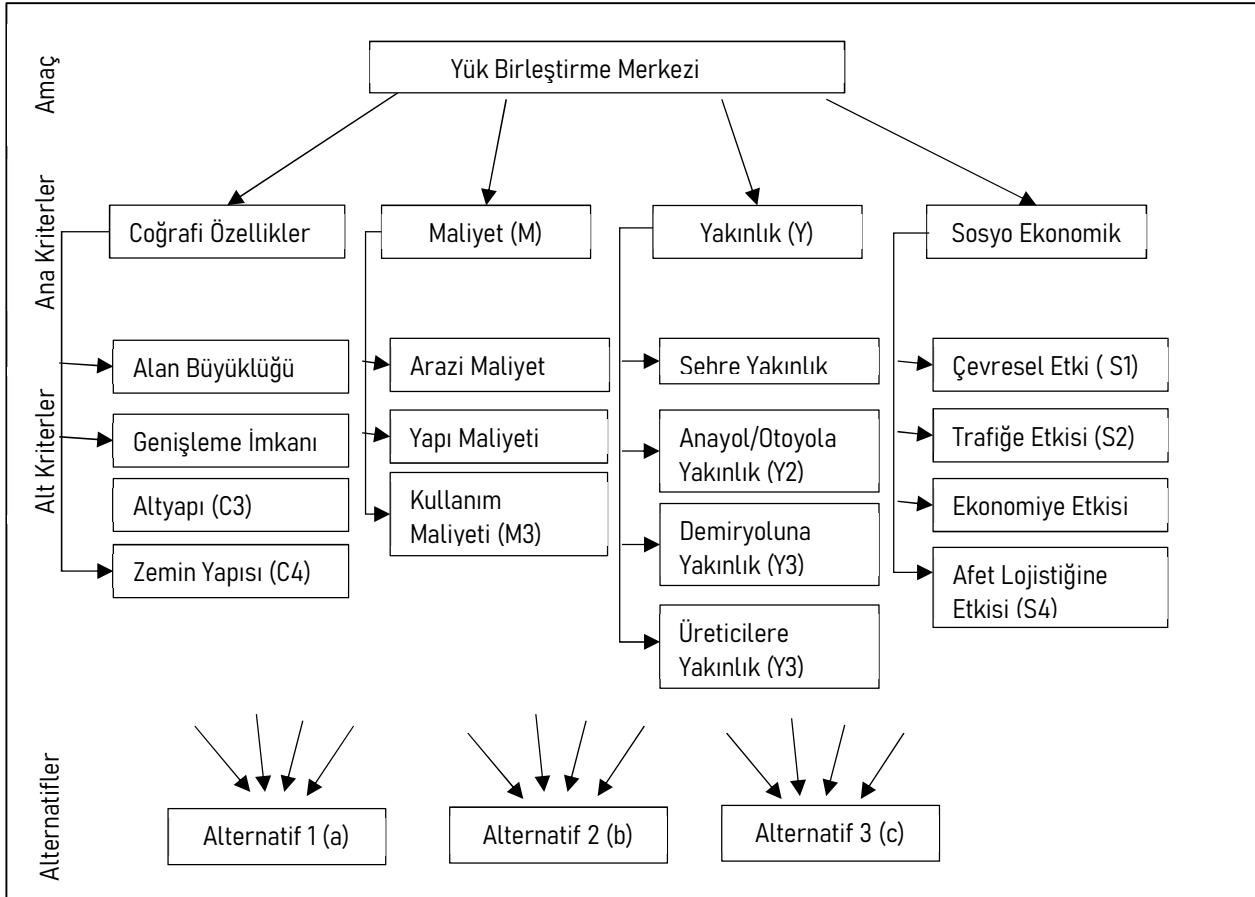 Amaç
Yük Birleştirme Merkezi
Ana Kriterler
Coğrafi Özellikler
Maliyet (M)
Yakınlık (Y)
Sosyo Ekonomik
Alt Kriterler
Alan Büyüklüğü
Genişleme İmkanı
Altyapı (C3)
Zemin Yapısı (C4)
Arazi Maliyet
Yapı Maliyeti
Kullanım
Maliyeti (M3)
Sehre Yakınlık
Anayol/Otoyola
Yakınlık (Y2)
Demiryoluna
Yakınlık (Y3)
Üreticilere
Yakınlık (Y3)
Çevresel Etki ( S1)
Trafiğe Etkisi (S2)
Ekonomiye Etkisi
Afet Lojistiğine
Etkisi (S4)
Alternatifler
Alternatif 1 (a)
Alternatif 2 (b)
Alternatif 3 (c)